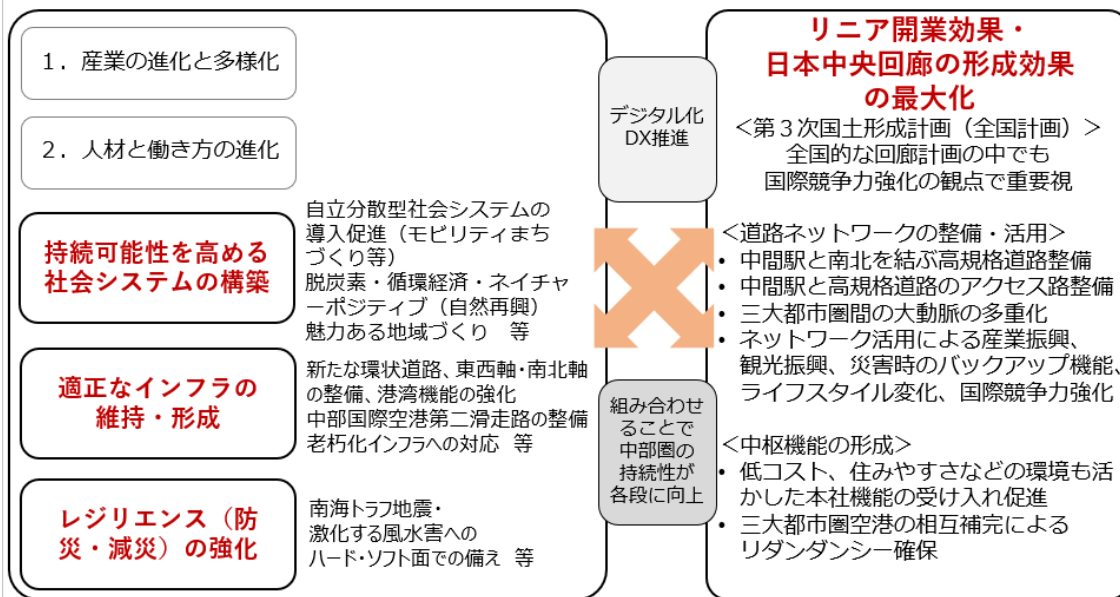 1．産業の進化と多様化
2．人材と働き方の進化
持続可能性を高める
社会システムの構築
自立分散型社会システムの
導入促進（モビリティまち
づくり等）
脱炭素・循環経済・ネイチャ
ーポジティブ（自然再興）
魅力ある地域づくり 等
適正なインフラの
維持・形成
新たな環状道路、東西軸・南北軸
の整備、港湾機能の強化
中部国際空港第二滑走路の整備
老朽化インフラへの対応 等
レジリエンス（防
災・減災）の強化
南海トラフ地震・
激化する風水害への
ハード・ソフト面での備え 等
デジタル化
DX推進
組み合わせ
ることで
中部圏の
持続性が
各段に向上
リニア開業効果・
日本中央回廊の形成効果
の最大化
＜第３次国土形成計画（全国計画）＞
全国的な回廊計画の中でも
国際競争力強化の観点で重要視
＜道路ネットワークの整備・活用＞
• 中間駅と南北を結ぶ高規格道路整備
• 中間駅と高規格道路のアクセス路整備
• 三大都市圏間の大動脈の多重化
• ネットワーク活用による産業振興、
観光振興、災害時のバックアップ機能、
ライフスタイル変化、国際競争力強化
＜中枢機能の形成＞
• 低コスト、住みやすさなどの環境も活
かした本社機能の受け入れ促進
• 三大都市圏空港の相互補完による
リダンダンシー確保